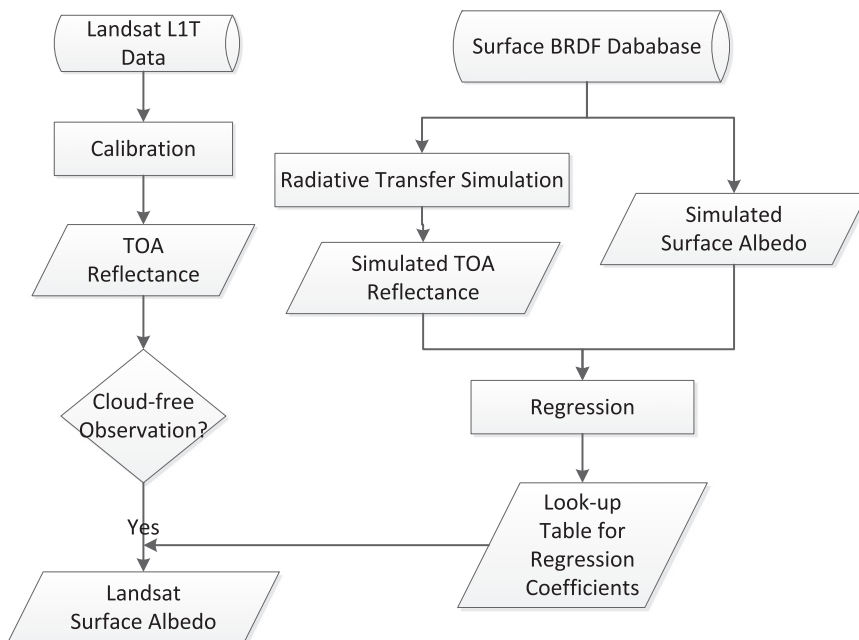 Landsat L1T
Data
Calibration
TOA
Reflectance
Cloud-free
Observation?
Yes
Landsat
Surface Albedo
Surface BRDF Dababase
Radiative Transfer Simulation
Simulated TOA
Reflectance
Simulated
Surface Albedo
Regression
Look-up
Table for
Regression
Coefficients